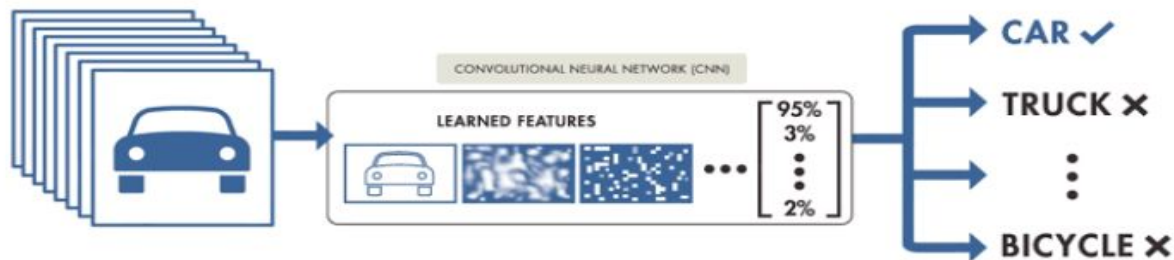 CONVOLUTIONAL NEURAL NETWORK (CNN)
LEARNED FEATURES
95%
3%
2%
CAR ✓
TRUCK ✕
BICYCLE ✕